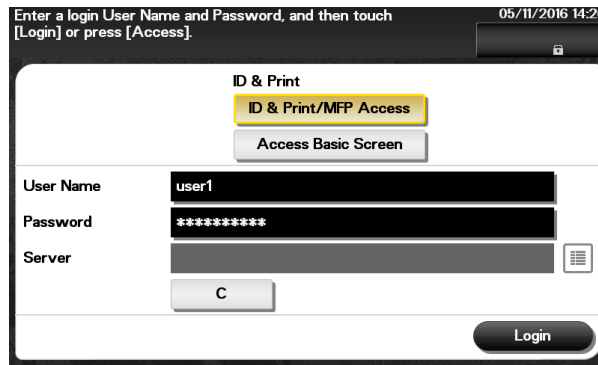 Enter a login User Name and Password, and then touch
[Login] or press [Access].
05/11/2016 14:2
ID & Print
ID & Print/MFP Access
Access Basic Screen
User Name user1
Password **********
Server
C
Login